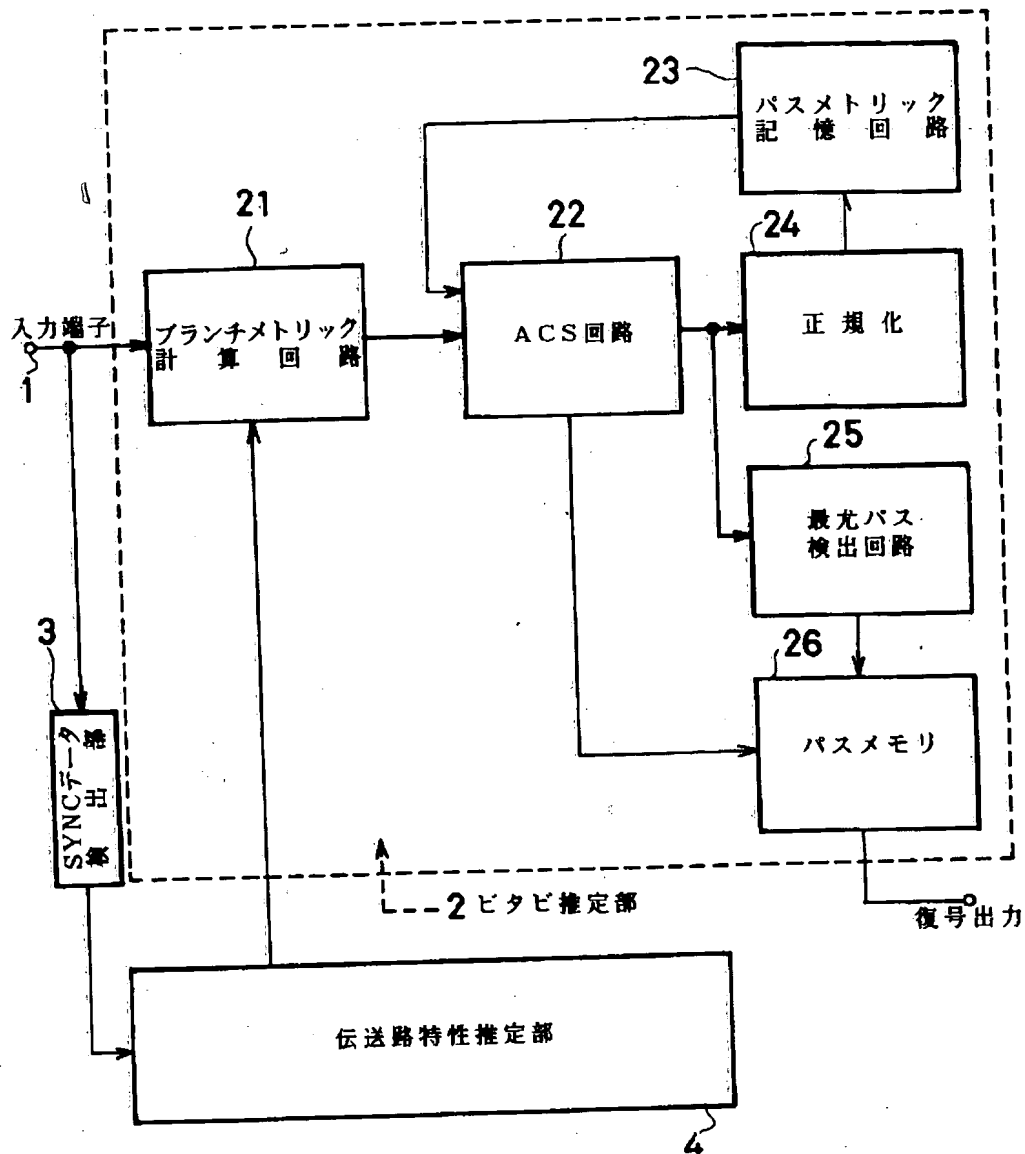 23
パスメトリック
記憶回路
21
22
24
入力端子
1
ブランチメトリック
計算回路
ACS回路
正規化
25
最尤パス
検出回路
3
SYNCデータ
検出器
26
パスメモリ
2 ビタビ推定部
復号出力
伝送路特性推定部
4